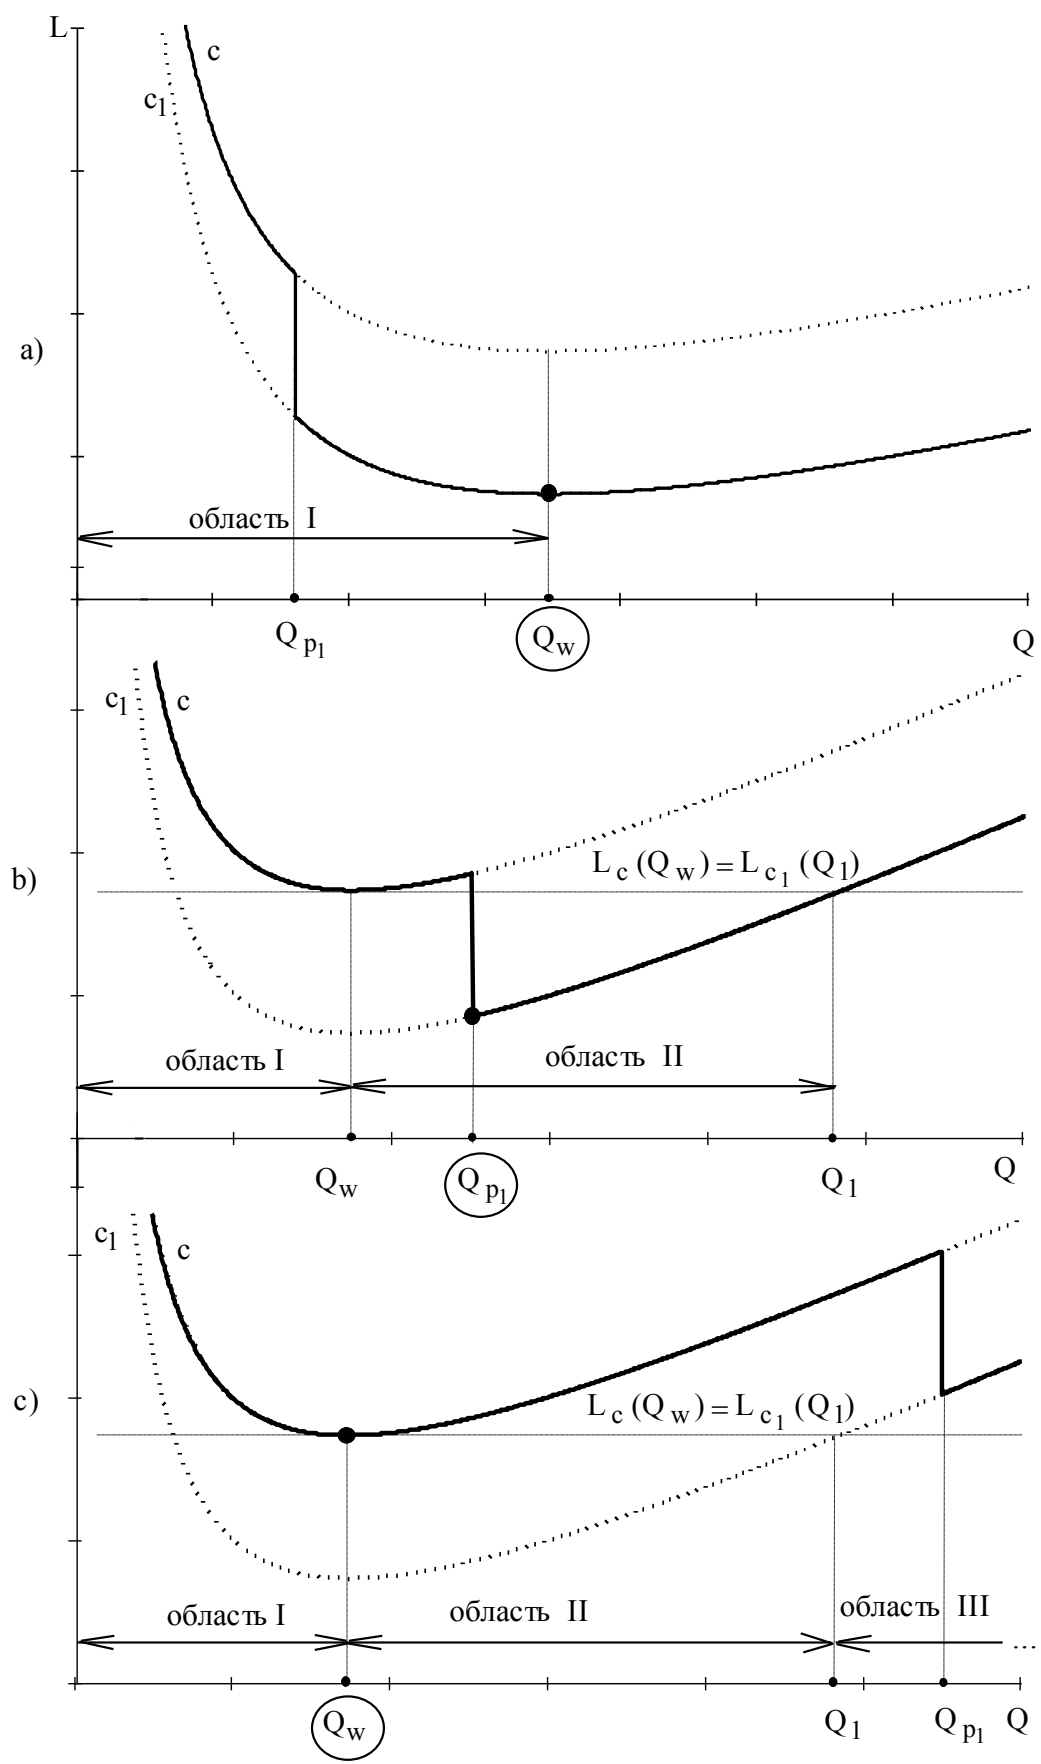 L
c
c1
a)
область I
Qp1
Qw
Q
c1
c
b)
Lc(Qw)=Lc1(Q1)
область I
область II
Qw
Qp1
Q1
Q
c1
c
c)
Lc(Qw)=Lc1(Q1)
область I
область II
область III
...
Qw
Q1
Qp1
Q